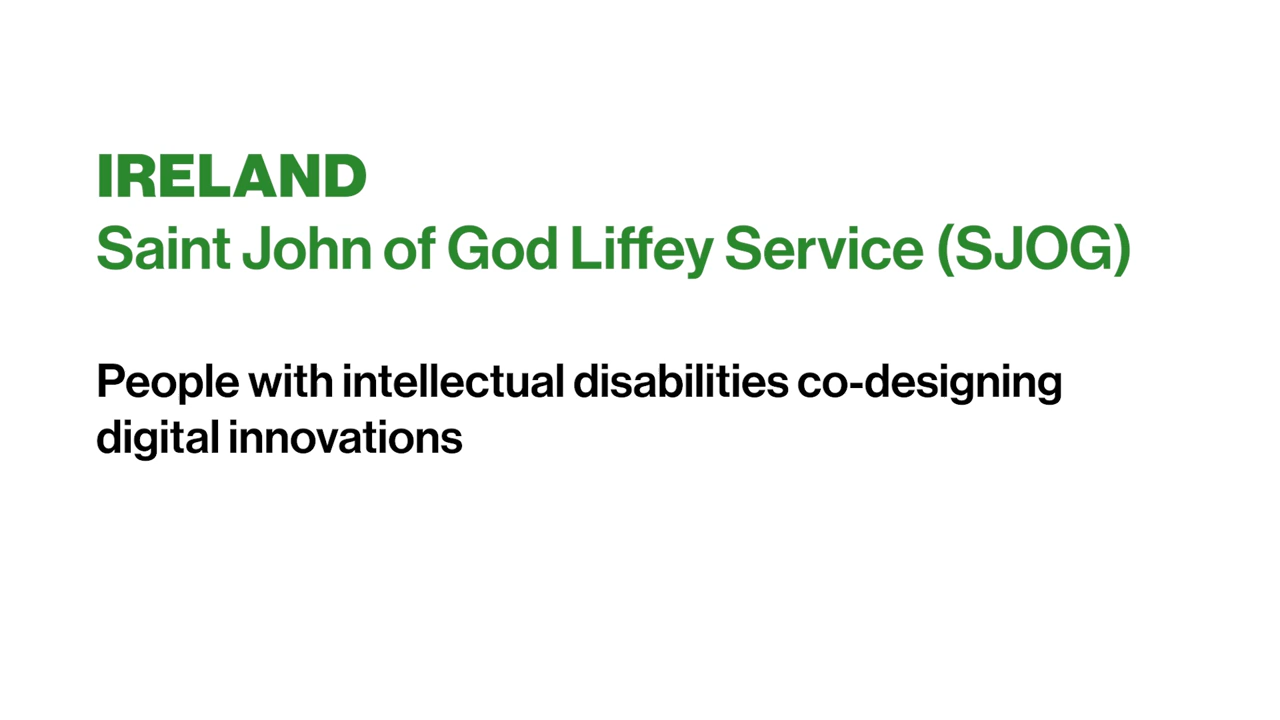 IRELAND
Saint John of God Liffey Service (SJOG)
People with intellectual disabilities co-designing
digital innovations